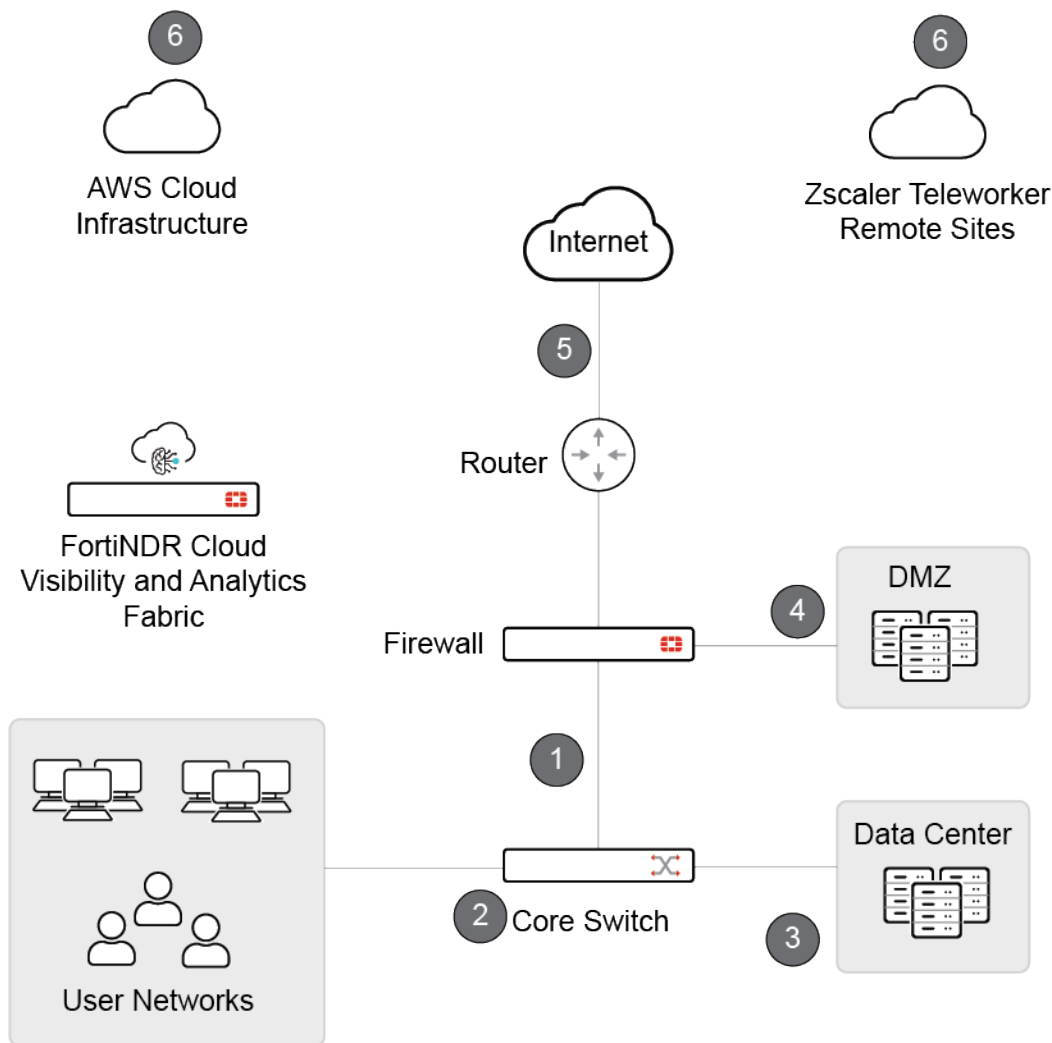 6
AWS Cloud
Infrastructure
6
Zscaler Teleworker
Remote Sites
Internet
5
Router
FortiNDR Cloud
Visibility and Analytics
Fabric
DMZ
4
Firewall
1
Data Center
2
Core Switch
3
User Networks